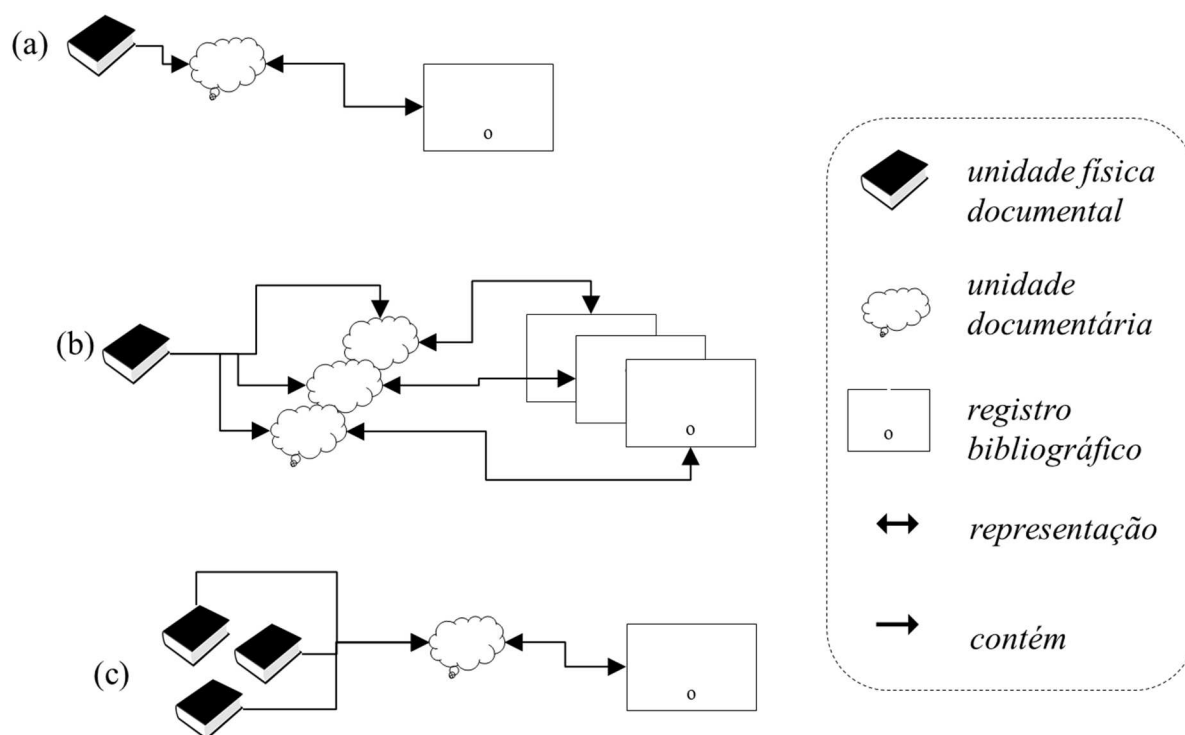 (a)
o
(b)
o
(c)
o
unidade física
documental
unidade
documentária
o
registro
bibliográfico
representação
contém